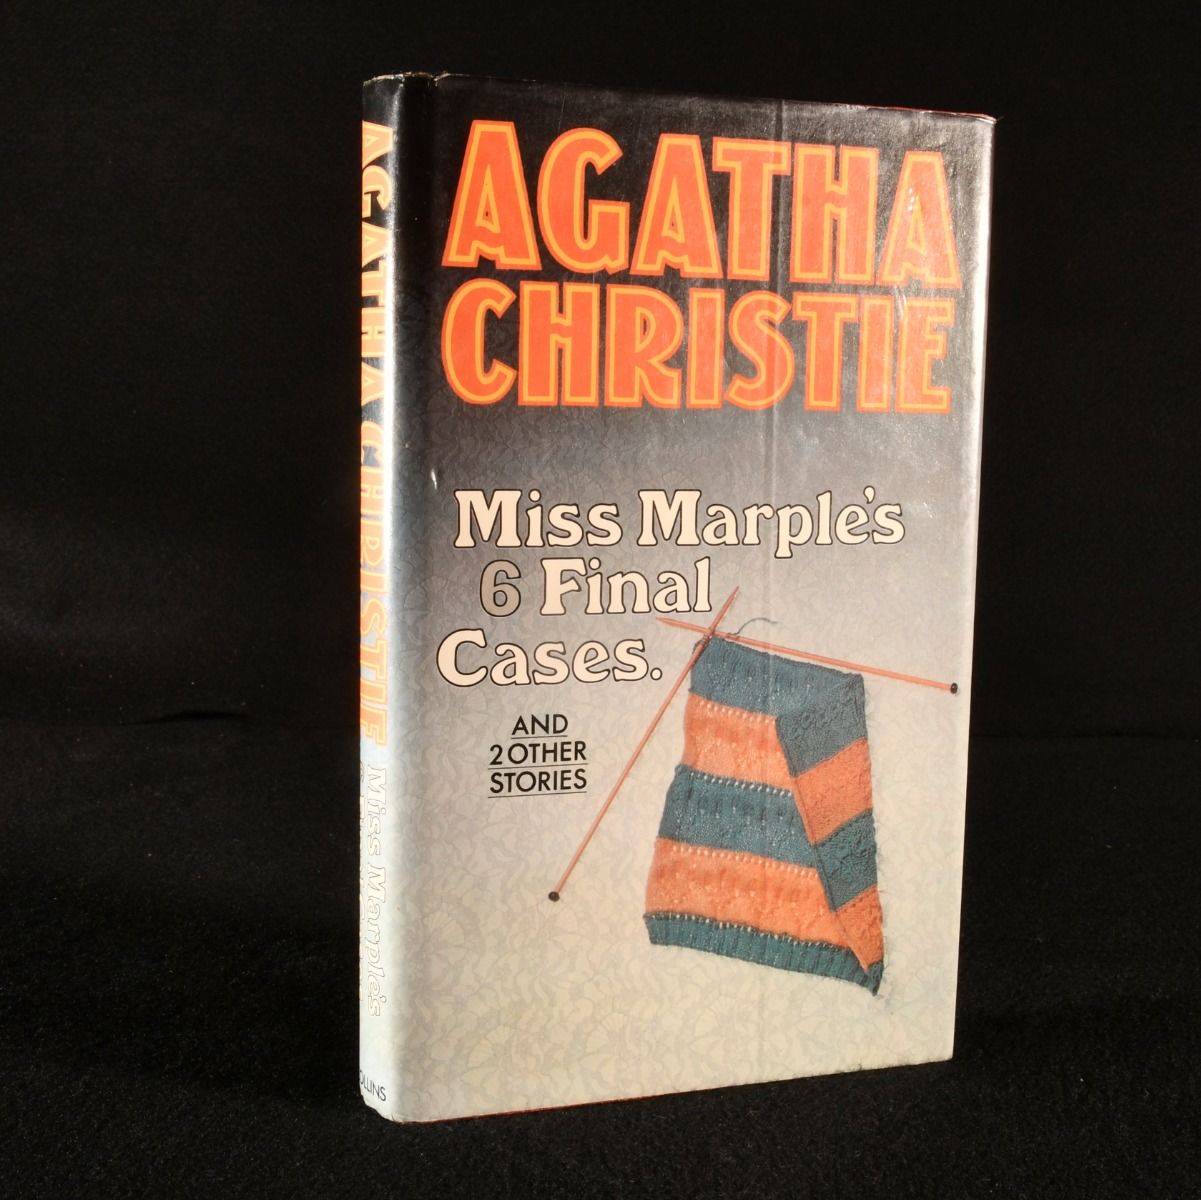 AGATHA
CHRISTIE
Miss Marple's
6 Final
Cases.
AND
2 OTHER
STORIES
AGATHA CHRISTIE
Miss Marple's